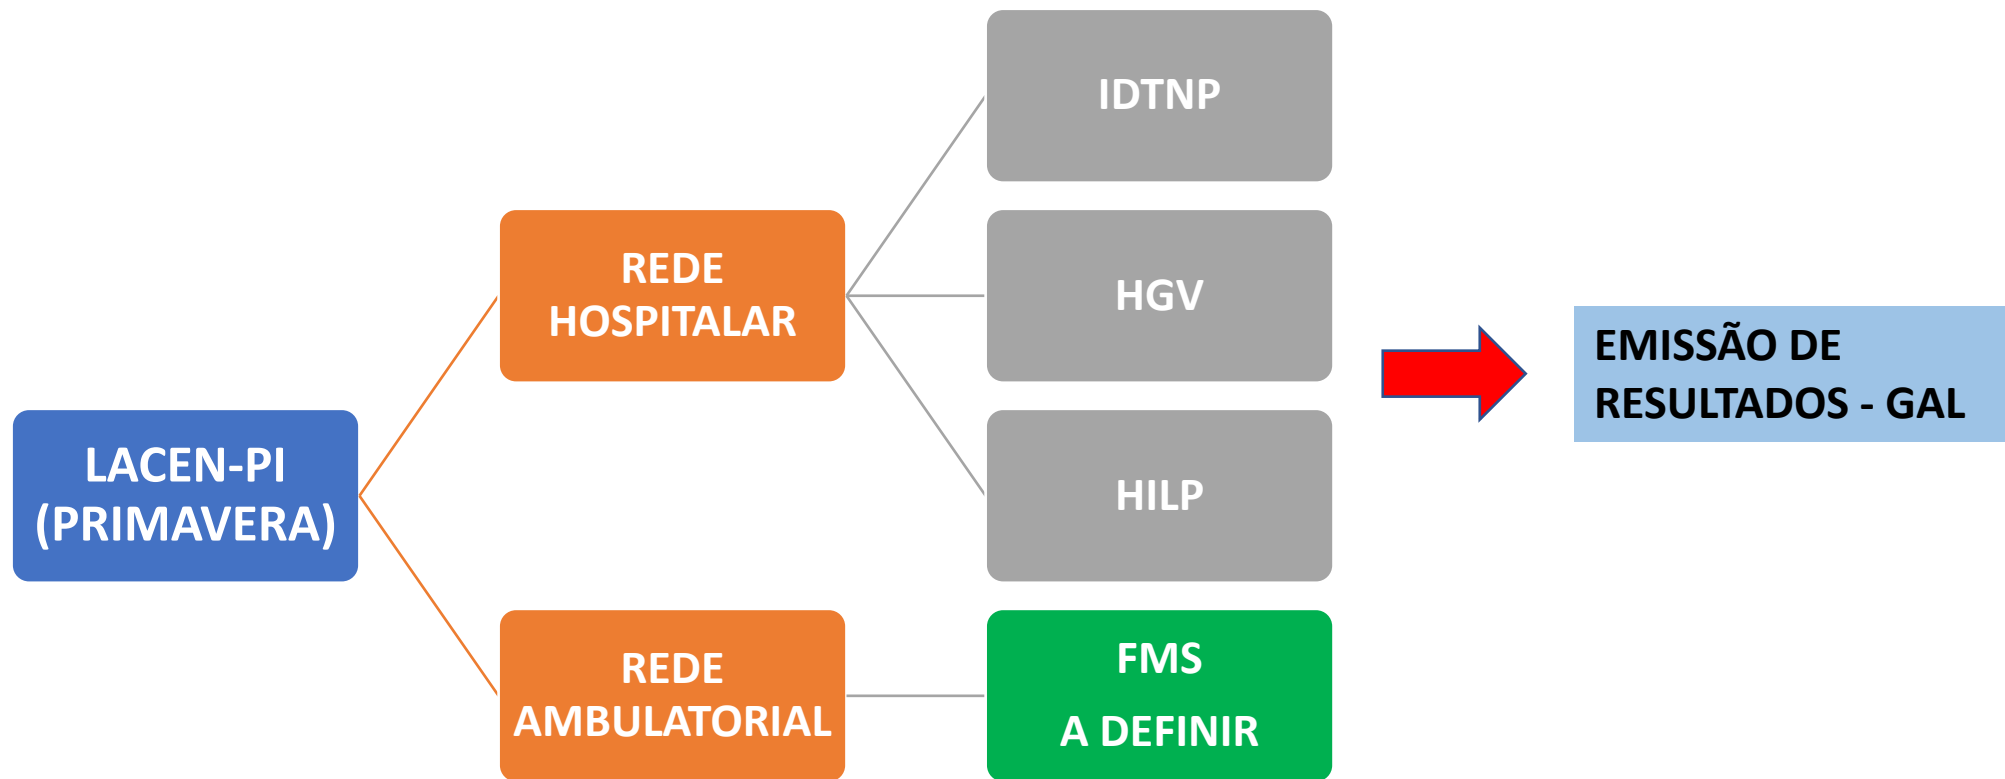 LACEN-PI
(PRIMAVERA)
REDE
HOSPITALAR
IDTNP
HGV
HILP
REDE
AMBULATORIAL
FMS
A DEFINIR
EMISSÃO DE
RESULTADOS - GAL